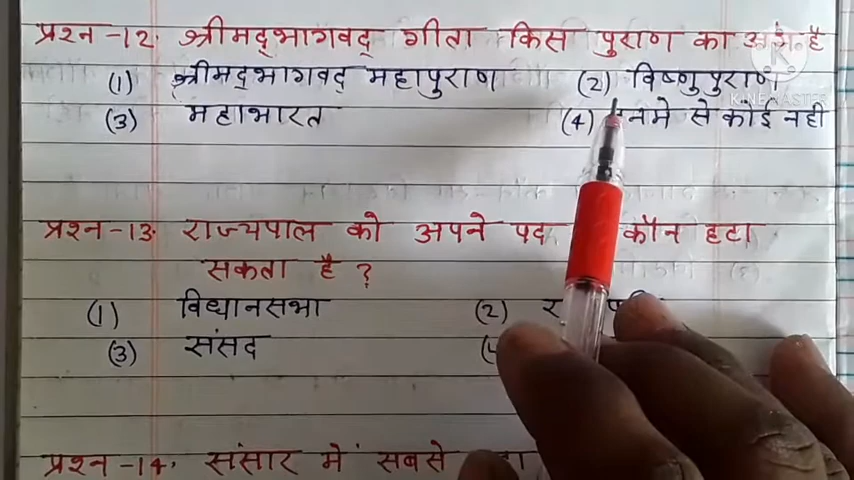 प्रश्न -12. श्रीमद्भागवद् गीता किस पुराण का अंश है
(1) श्रीमद्भागवद् महापुराण (2) विष्णुपुराण
(3) महाभारत (4) इनमे से कोई नही
प्रश्न -13. राज्यपाल को अपने पद कौन हटा
सकता है ?
(1) विध्यानसभा (2)
(3) संसद
प्रश्न -14. संसार में सबसे
KINEMASTER